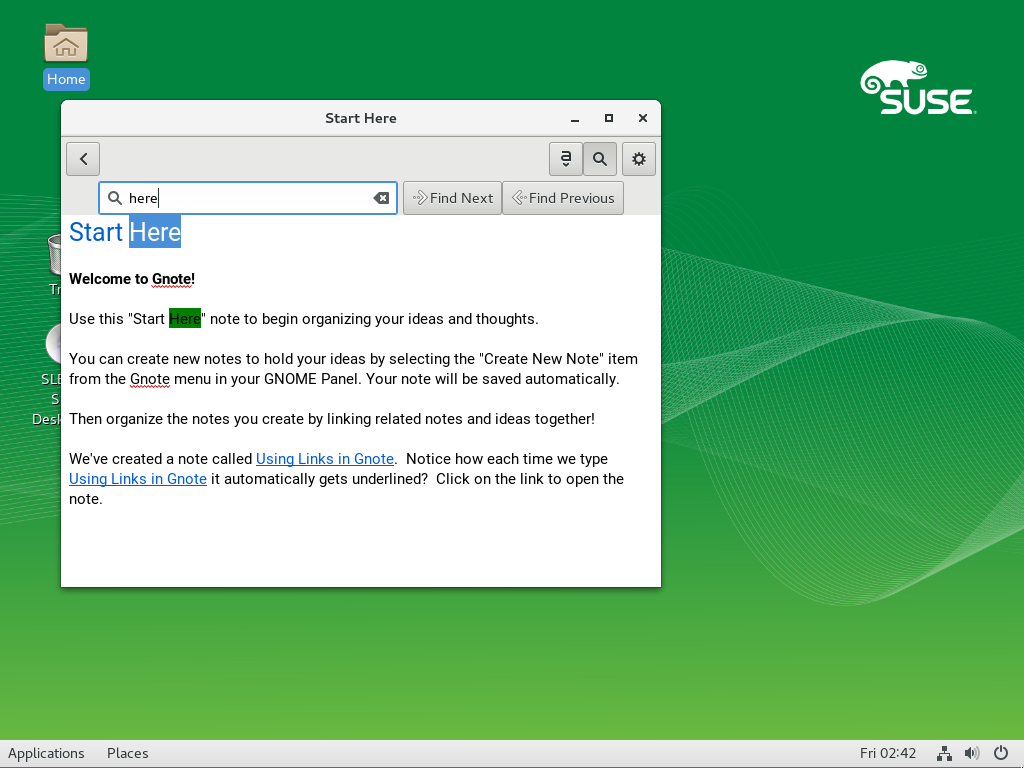 Home
SUSE
Start Here
here
Find Next
Find Previous
Start Here
Welcome to Gnote!
Use this "Start Here" note to begin organizing your ideas and thoughts.
You can create new notes to hold your ideas by selecting the "Create New Note" item
from the Gnote menu in your GNOME Panel. Your note will be saved automatically.
Then organize the notes you create by linking related notes and ideas together!
We've created a note called Using Links in Gnote.  Notice how each time we type
Using Links in Gnote it automatically gets underlined?  Click on the link to open the
note.
Applications Places Fri 02:42